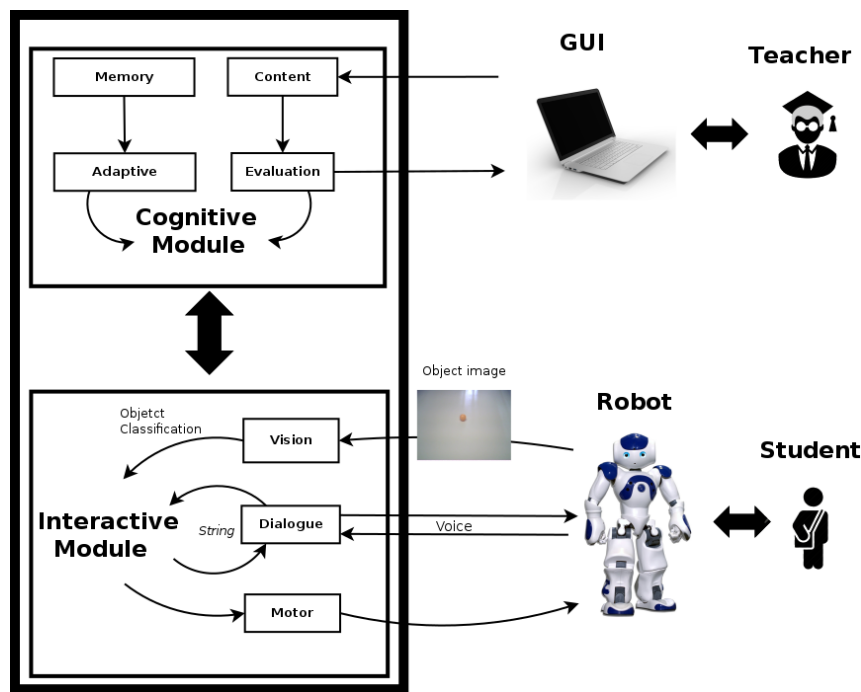 GUI
Teacher
Memory
Content
Adaptive
Evaluation
Cognitive
Module
Object image
Robot
Student
Objetct
Classification
Vision
Interactive
Module
String
Dialogue
Voice
Motor